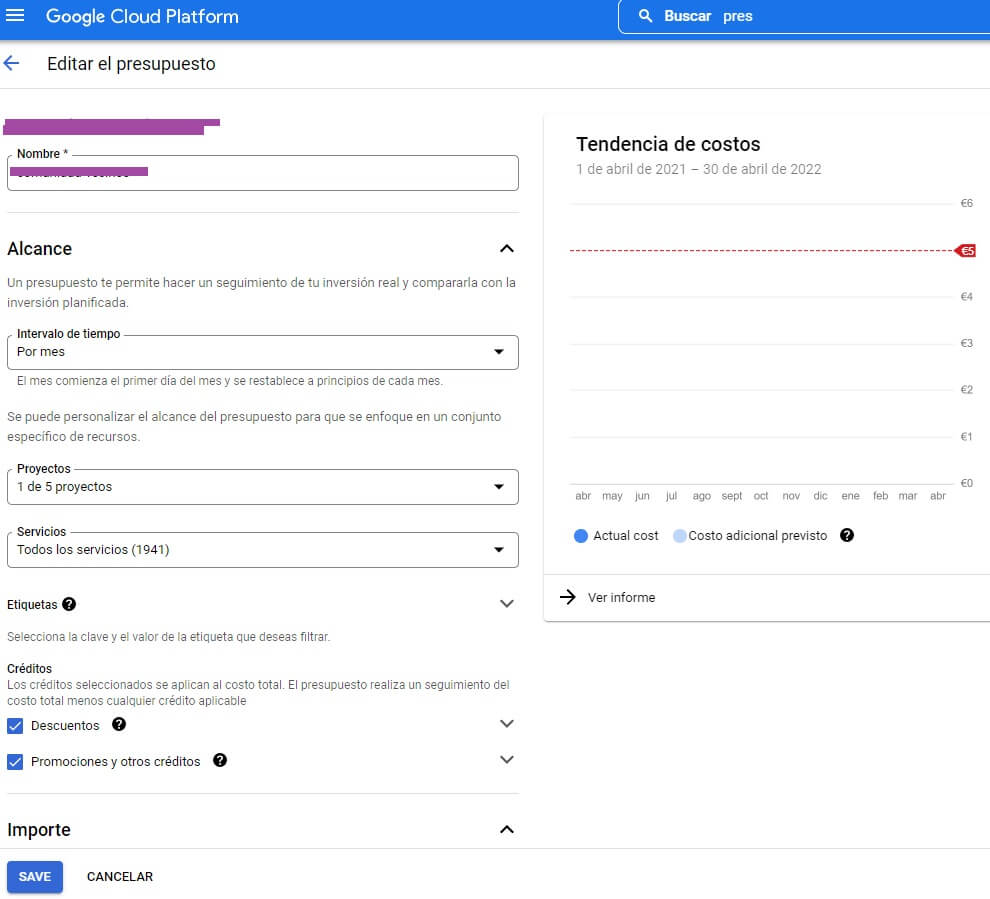 Google Cloud Platform
Buscar pres
Editar el presupuesto
Nombre *
Alcance
Un presupuesto te permite hacer un seguimiento de tu inversión real y compararla con la
inversión planificada.
Intervalo de tiempo
Por mes
El mes comienza el primer día del mes y se restablece a principios de cada mes.
Se puede personalizar el alcance del presupuesto para que se enfoque en un conjunto
específico de recursos.
Proyectos
1 de 5 proyectos
Servicios
Todos los servicios (1941)
Etiquetas ?
Selecciona la clave y el valor de la etiqueta que deseas filtrar.
Créditos
Los créditos seleccionados se aplican al costo total. El presupuesto realiza un seguimiento del
costo total menos cualquier crédito aplicable
Descuentos ?
Promociones y otros créditos ?
Importe
SAVE CANCELAR
Tendencia de costos
1 de abril de 2021 – 30 de abril de 2022
€6
€5
€4
€3
€2
€1
€0
abr may jun jul ago sept oct nov dic ene feb mar abr
Actual cost Costo adicional previsto ?
Ver informe